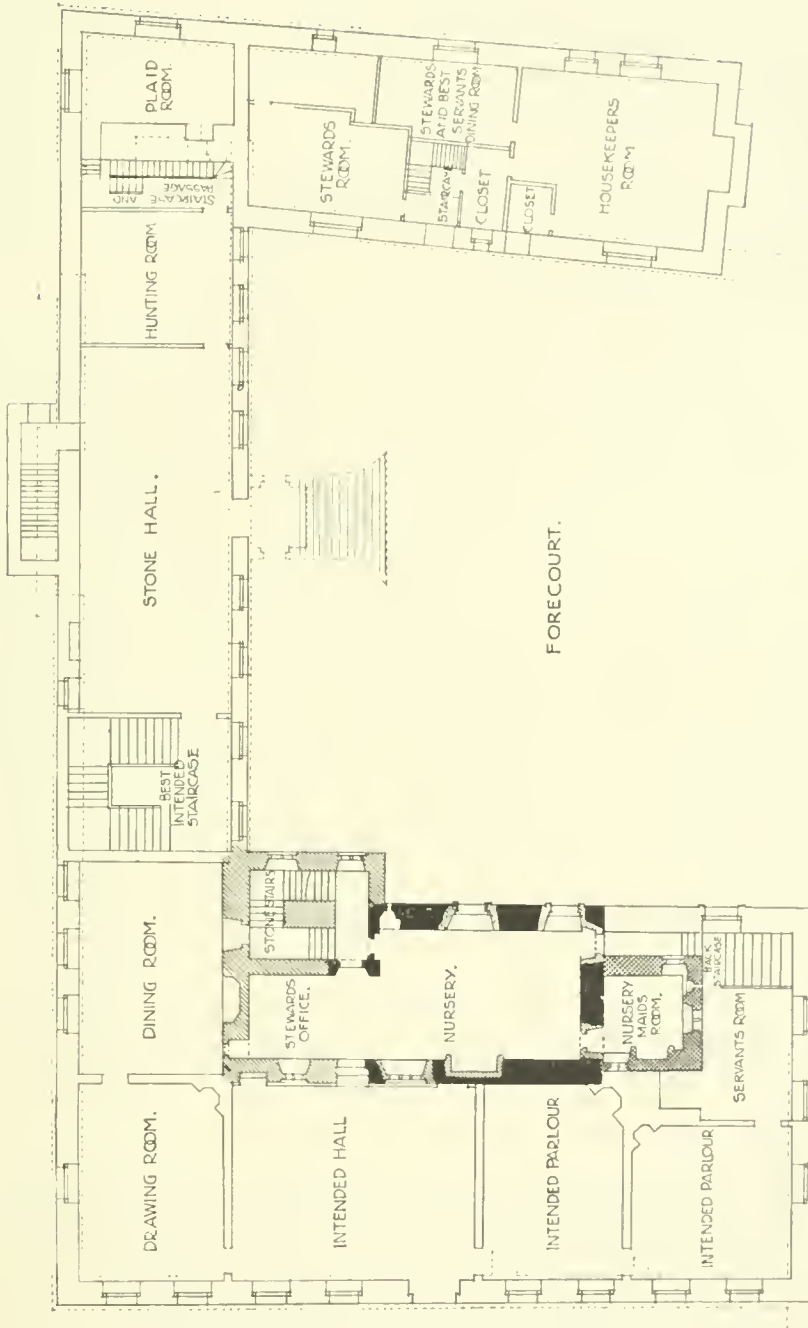 PLAID
ROOM.
STAIRCASE AND
PASSAGE
HUNTING ROOM
STONE HALL.
BEST
INTENDED
STAIRCASE
DINING ROOM.
DRAWING ROOM.
STEWARDS
ROOM.
STEWARDS
AND BEST
SERVANTS
DINING ROOM
STAIRCASE
CLOSET
CLOSET
HOUSEKEEPERS
ROOM
FORECOURT.
STONE STAIRS
STEWARDS
OFFICE.
NURSERY.
NURSERY
MAIDS
ROOM.
BACK
STAIRCASE
SERVANTS ROOM
INTENDED HALL
INTENDED PARLOUR
INTENDED PARLOUR